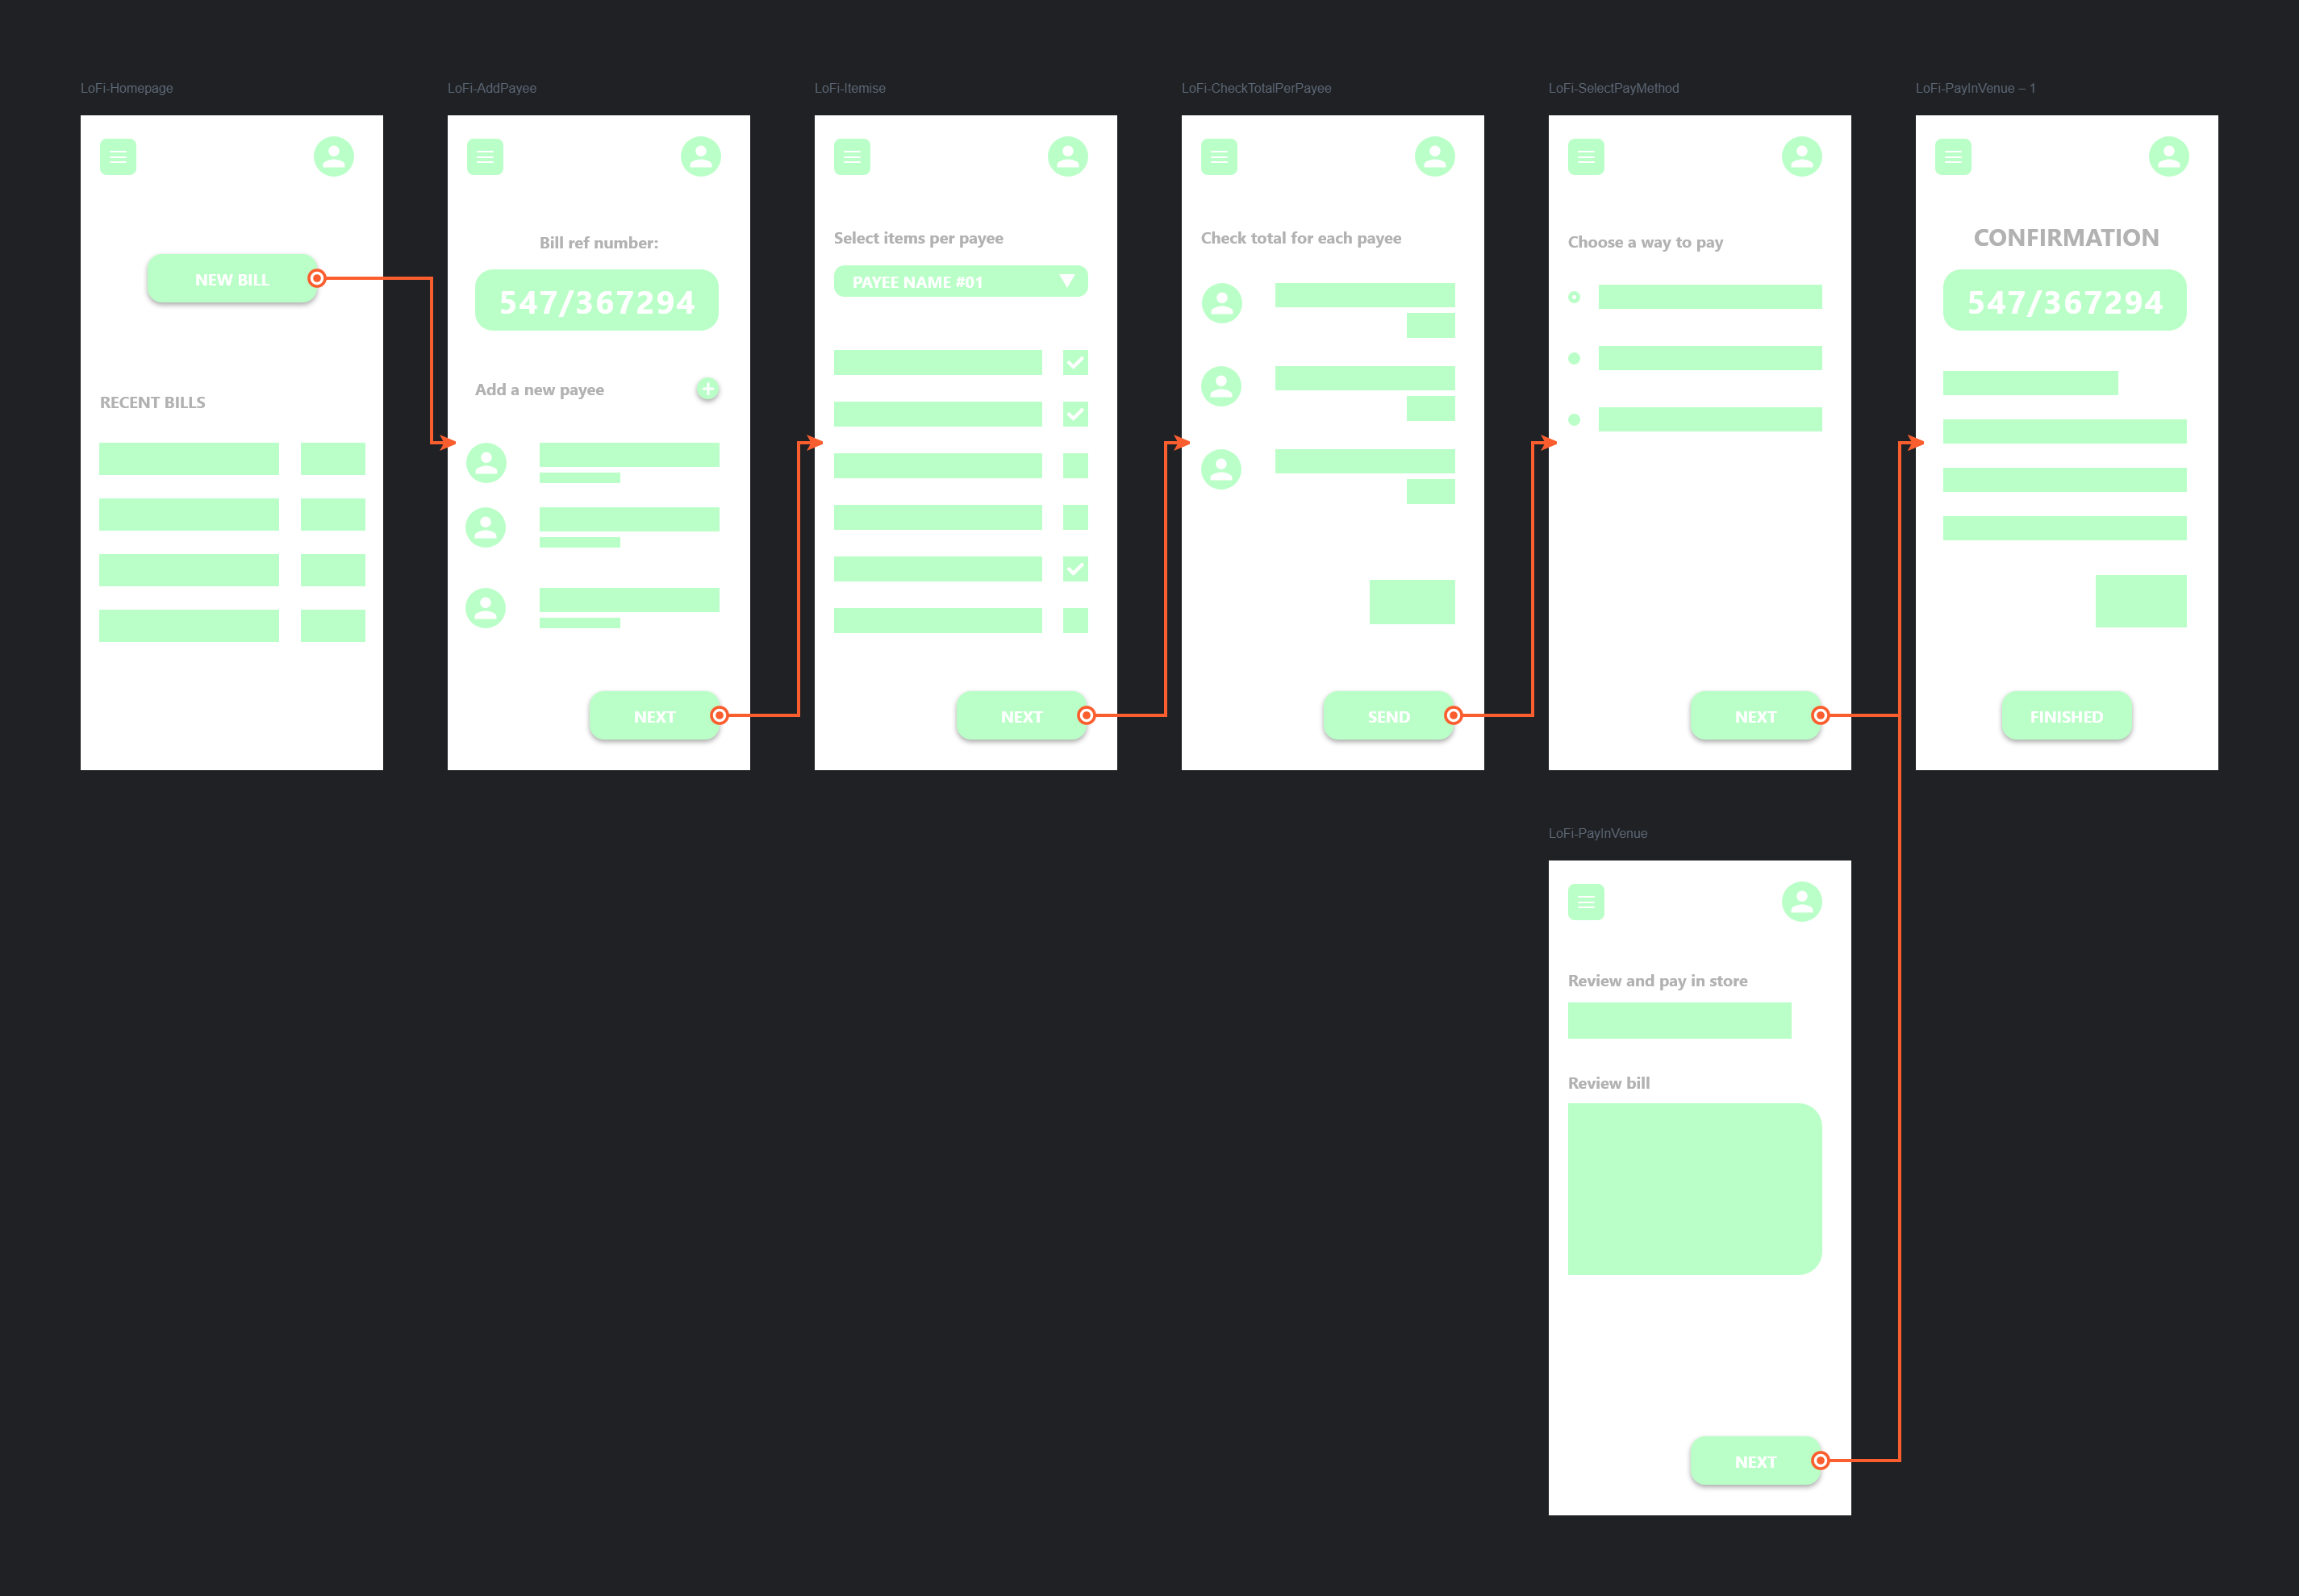 LoFi-Homepage
NEW BILL
RECENT BILLS
LoFi-AddPayee
Bill ref number:
547/367294
Add a new payee
NEXT
LoFi-Itemise
Select items per payee
PAYEE NAME #01
NEXT
LoFi-CheckTotalPerPayee
Check total for each payee
SEND
LoFi-SelectPayMethod
Choose a way to pay
NEXT
LoFi-PayInVenue – 1
CONFIRMATION
547/367294
FINISHED
LoFi-PayInVenue
Review and pay in store
Review bill
NEXT